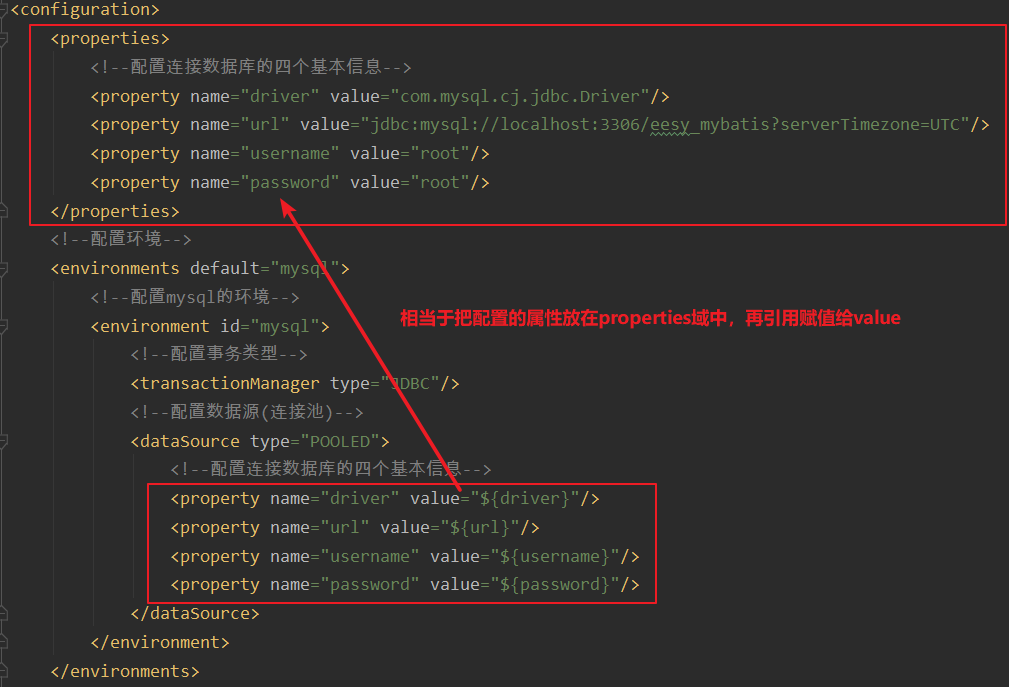 <configuration>
<properties>
<!--配置连接数据库的四个基本信息-->
<property name="driver" value="com.mysql.cj.jdbc.Driver"/>
<property name="url" value="jdbc:mysql://localhost:3306/eesy_mybatis?serverTimezone=UTC"/>
<property name="username" value="root"/>
<property name="password" value="root"/>
</properties>
<!--配置环境-->
<environments default="mysql">
<!--配置mysql的环境-->
<environment id="mysql">
相当于把配置的属性放在properties域中，再引用赋值给value
<!--配置事务类型-->
<transactionManager type="JDBC"/>
<!--配置数据源(连接池)-->
<dataSource type="POOLED">
<!--配置连接数据库的四个基本信息-->
<property name="driver" value="${driver}"/>
<property name="url" value="${url}"/>
<property name="username" value="${username}"/>
<property name="password" value="${password}"/>
</dataSource>
</environment>
</environments>